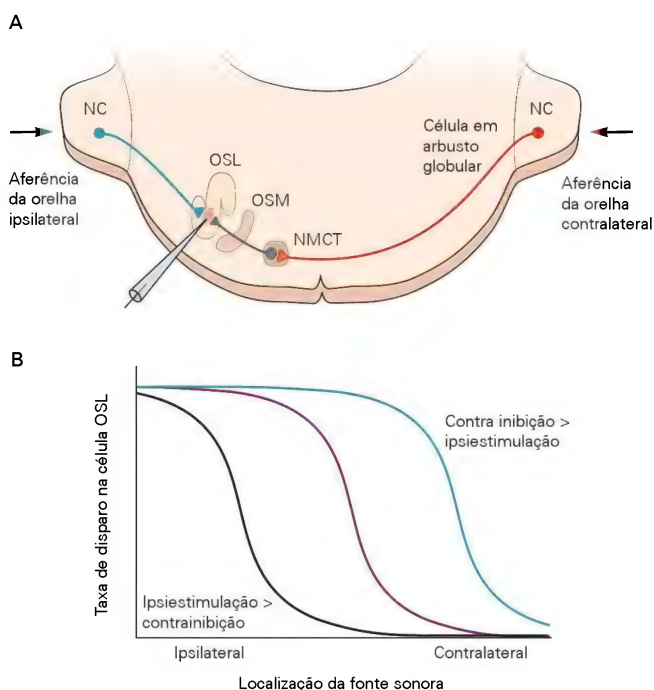 A
NC
NC
Célula em
arbusto
globular
Aferência
da orelha
ipsilateral
OSL
OSM
NMCT
Aferência
da orelha
contralateral
B
Taxa de disparo na célula OSL
Contra inibição >
ipsiestimulação
Ipsiestimulação >
contrainibição
Ipsilateral
Contralateral
Localização da fonte sonora